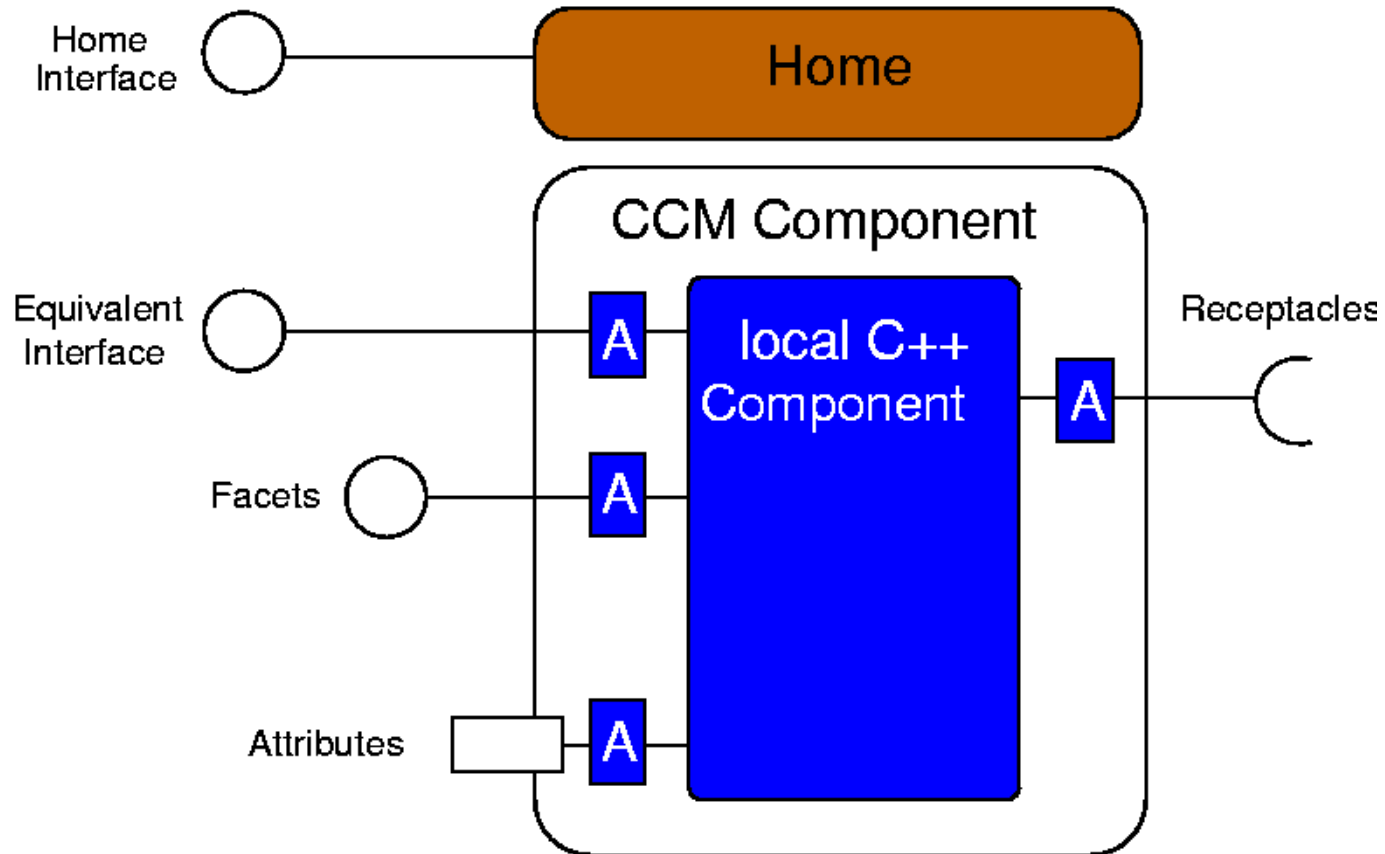 Home
Interface
Home
CCM Component
Equivalent
Interface
A
local C++
Component
A
Receptacles
Facets
A
Attributes
A